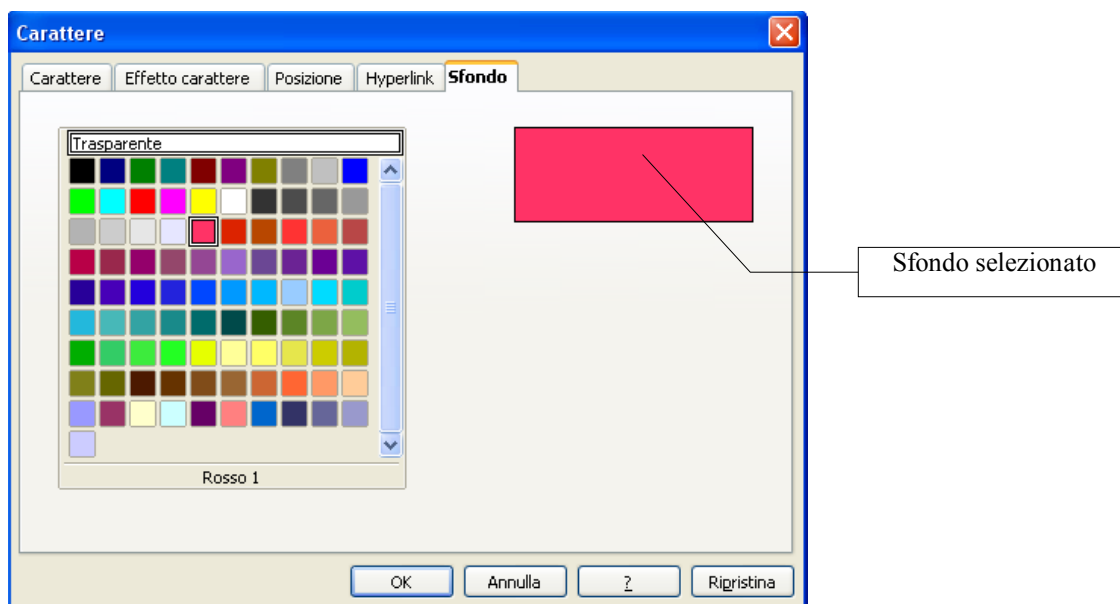 Carattere
Carattere Effetto carattere Posizione Hyperlink Sfondo
Trasparente
Sfondo selezionato
Rosso 1
OK Annulla ? Ripristina